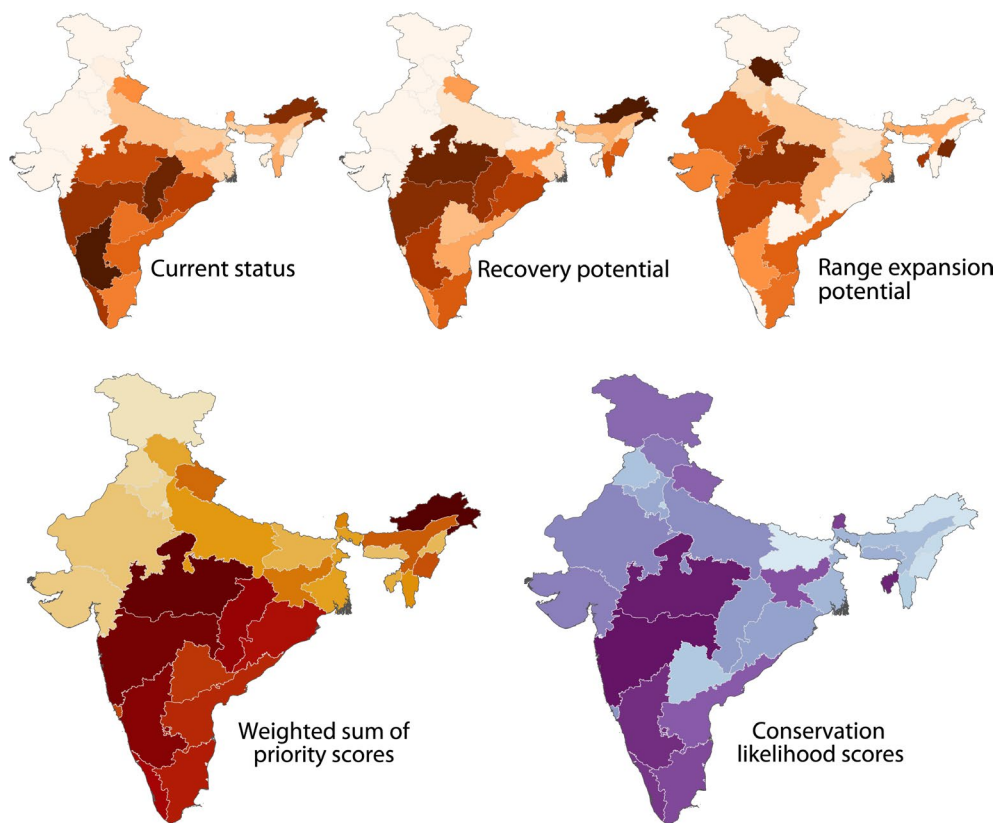 Current status
Recovery potential
Range expansion
potential
Weighted sum of
priority scores
Conservation
likelihood scores